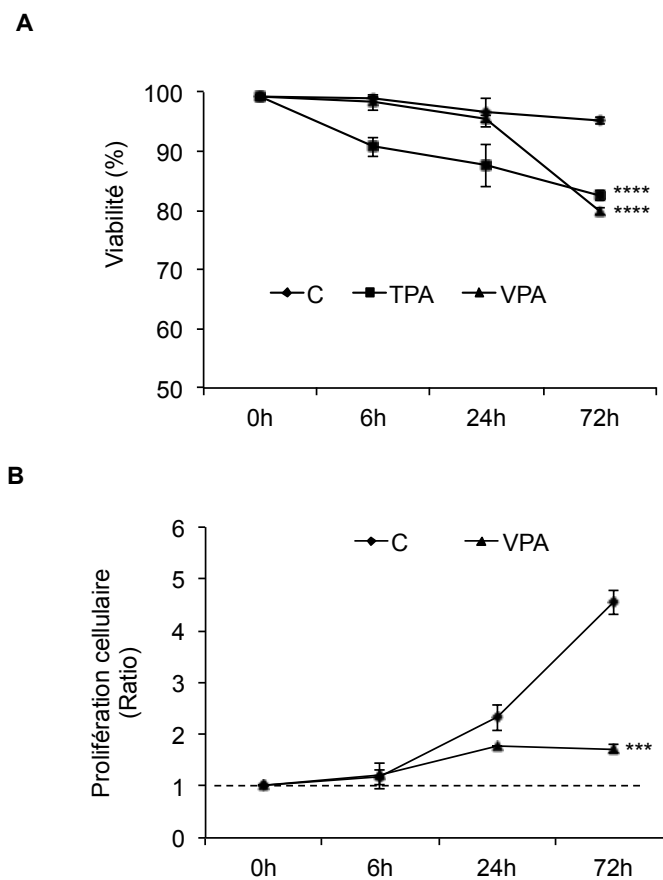 A
Viabilité (%)
100
90
80
70
60
50
****
****
C TPA VPA
0h 6h 24h 72h
B
Prolifération cellulaire
(Ratio)
6
5
4
3
2
1
0
C VPA
***
0h 6h 24h 72h